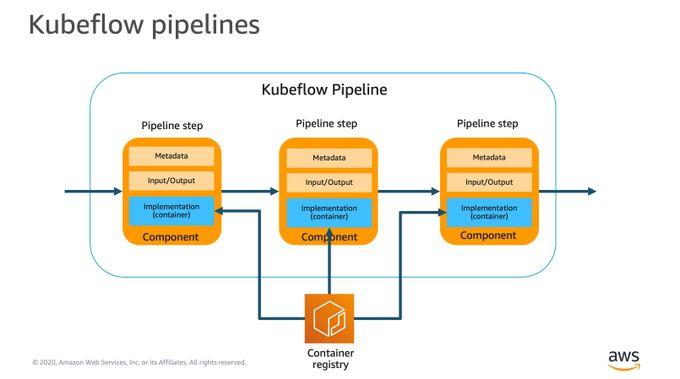 Kubeflow pipelines
Kubeflow Pipeline
Pipeline step
Metadata
Input/Output
Implementation
(container)
Component
Pipeline step
Metadata
Input/Output
Implementation
(container)
Component
Pipeline step
Metadata
Input/Output
Implementation
(container)
Component
Container
registry
© 2020, Amazon Web Services, Inc. or its Affiliates. All rights reserved.
aws